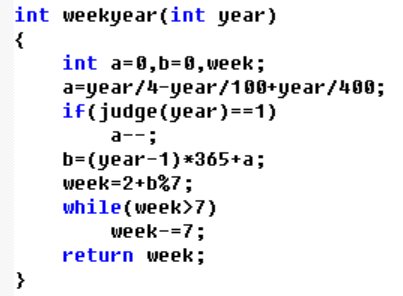 int weekyear(int year)
{
    int a=0,b=0,week;
    a=year/4-year/100+year/400;
    if(judge(year)==1)
        a--;
    b=(year-1)*365+a;
    week=2+b%7;
    while(week>7)
        week-=7;
    return week;
}